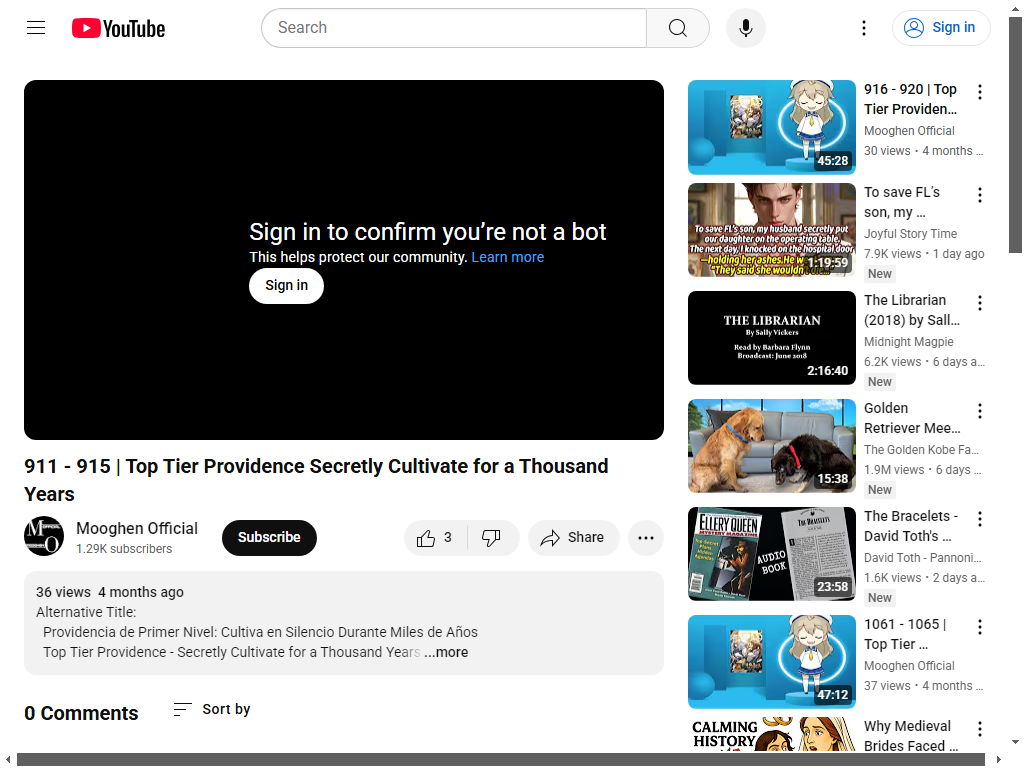 YouTube
Search
Sign in
Sign in to confirm you're not a bot
This helps protect our community. Learn more
Sign in
911 - 915 | Top Tier Providence Secretly Cultivate for a Thousand
Years
Mooghen Official
1.29K subscribers
Subscribe
3
Share
36 views 4 months ago
Alternative Title:
Providencia de Primer Nivel: Cultiva en Silencio Durante Miles de Años
Top Tier Providence - Secretly Cultivate for a Thousand Years ...more
0 Comments
Sort by
45:28
916 - 920 | Top
Tier Providen...
Mooghen Official
30 views • 4 months ...
To save FL's son, my husband secretly put
our daughter on the operating table.
The next day, I knocked on the hospital door
—holding her ashes.He w
"They said she wouldn
1:19:59
To save FL's
son, my ...
Joyful Story Time
7.9K views • 1 day ago
New
THE LIBRARIAN
By Sally Vickers
Read by Barbara Flynn
Broadcast: June 2018
2:16:40
The Librarian
(2018) by Sall...
Midnight Magpie
6.2K views • 6 days a...
New
15:38
Golden
Retriever Mee...
The Golden Kobe Fa...
1.9M views • 6 days ...
New
ELLERY QUEEN
MYSTERY MAGAZINE
THE BRACELETS
AUDIO
BOOK
23:58
The Bracelets -
David Toth's ...
David Toth - Pannoni...
1.6K views • 2 days a...
New
47:12
1061 - 1065 |
Top Tier ...
Mooghen Official
37 views • 4 months ...
CALMING
HISTORY
Why Medieval
Brides Faced ...